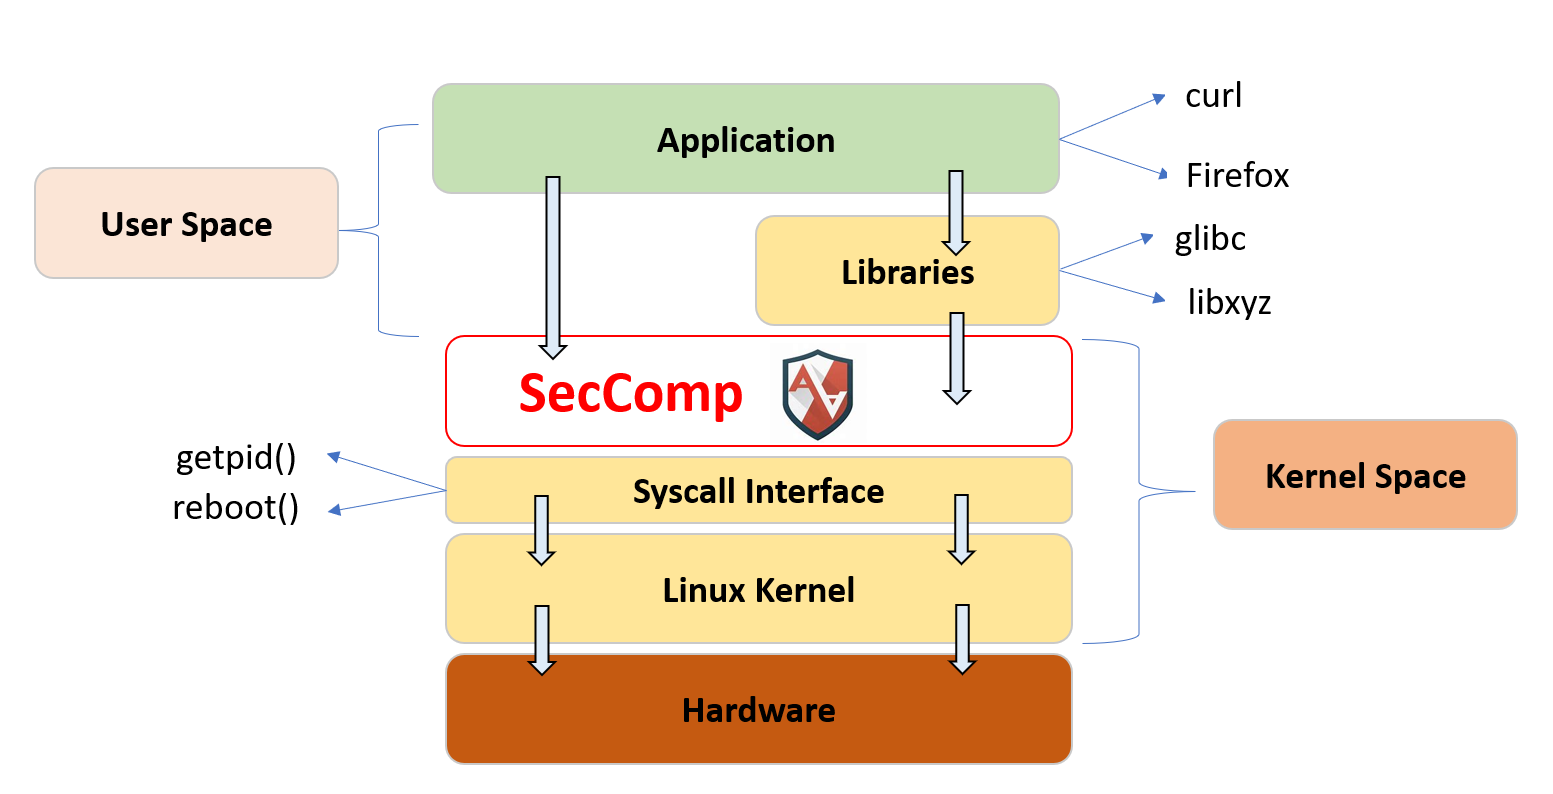 Application
curl
Firefox
User Space
Libraries
glibc
libxyz
SecComp
getpid()
reboot()
Syscall Interface
Kernel Space
Linux Kernel
Hardware